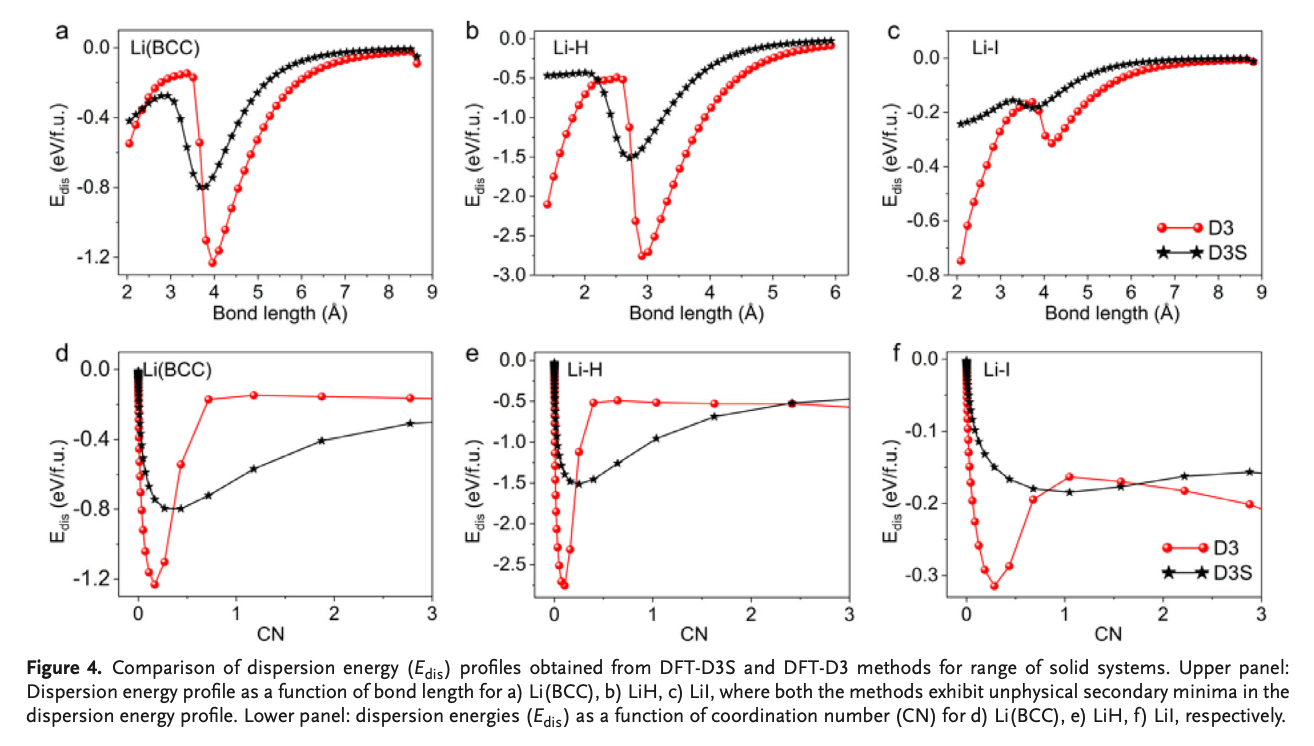 a
Li(BCC)
0.0
-0.4
-0.8
-1.2
E_dis (eV/f.u.)
2 3 4 5 6 7 8 9
Bond length (Å)
b
Li-H
0.0
-0.5
-1.0
-1.5
-2.0
-2.5
-3.0
E_dis (eV/f.u.)
2 3 4 5 6
Bond length (Å)
c
Li-I
0.0
-0.2
-0.4
-0.6
-0.8
E_dis (eV/f.u.)
D3
D3S
2 3 4 5 6 7 8 9
Bond length (Å)
d
Li(BCC)
0.0
-0.4
-0.8
-1.2
E_dis (eV/f.u.)
0 1 2 3
CN
e
Li-H
0.0
-0.5
-1.0
-1.5
-2.0
-2.5
E_dis (eV/f.u.)
0 1 2 3
CN
f
Li-I
0.0
-0.1
-0.2
-0.3
E_dis (eV/f.u.)
D3
D3S
0 1 2 3
CN
Figure 4. Comparison of dispersion energy (E_dis) profiles obtained from DFT-D3S and DFT-D3 methods for range of solid systems. Upper panel:
Dispersion energy profile as a function of bond length for a) Li(BCC), b) LiH, c) LiI, where both the methods exhibit unphysical secondary minima in the
dispersion energy profile. Lower panel: dispersion energies (E_dis) as a function of coordination number (CN) for d) Li(BCC), e) LiH, f) LiI, respectively.